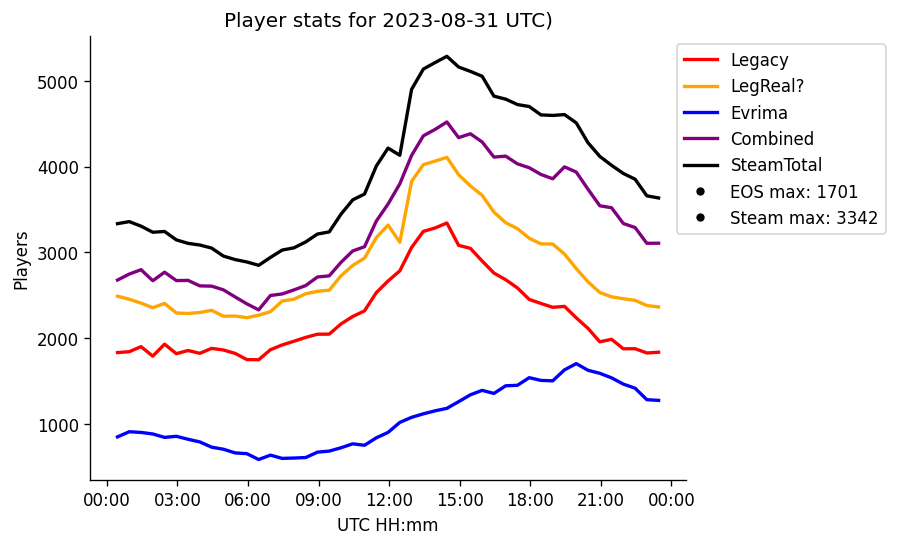 Player stats for 2023-08-31 UTC)
Legacy
LegReal?
Evrima
Combined
SteamTotal
EOS max: 1701
Steam max: 3342
Players
5000
4000
3000
2000
1000
00:00 03:00 06:00 09:00 12:00 15:00 18:00 21:00 00:00
UTC HH:mm